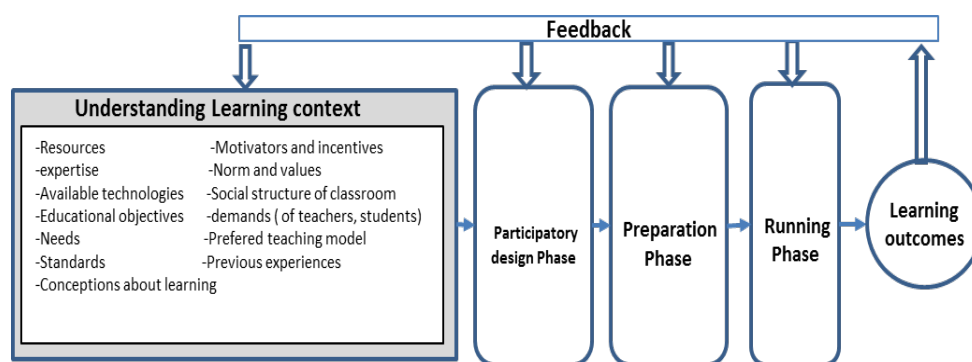 Feedback
Understanding Learning context
-Resources
-expertise
-Available technologies
-Educational objectives
-Needs
-Standards
-Conceptions about learning
-Motivators and incentives
-Norm and values
-Social structure of classroom
-demands ( of teachers, students)
-Prefered teaching model
-Previous experiences
Participatory
design Phase
Preparation
Phase
Running
Phase
Learning
outcomes